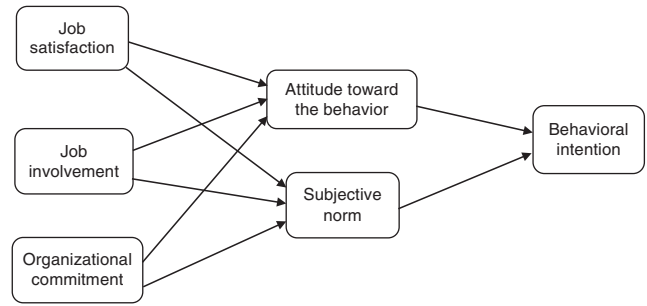 Job
satisfaction
Attitude toward
the behavior
Behavioral
intention
Job
involvement
Subjective
norm
Organizational
commitment